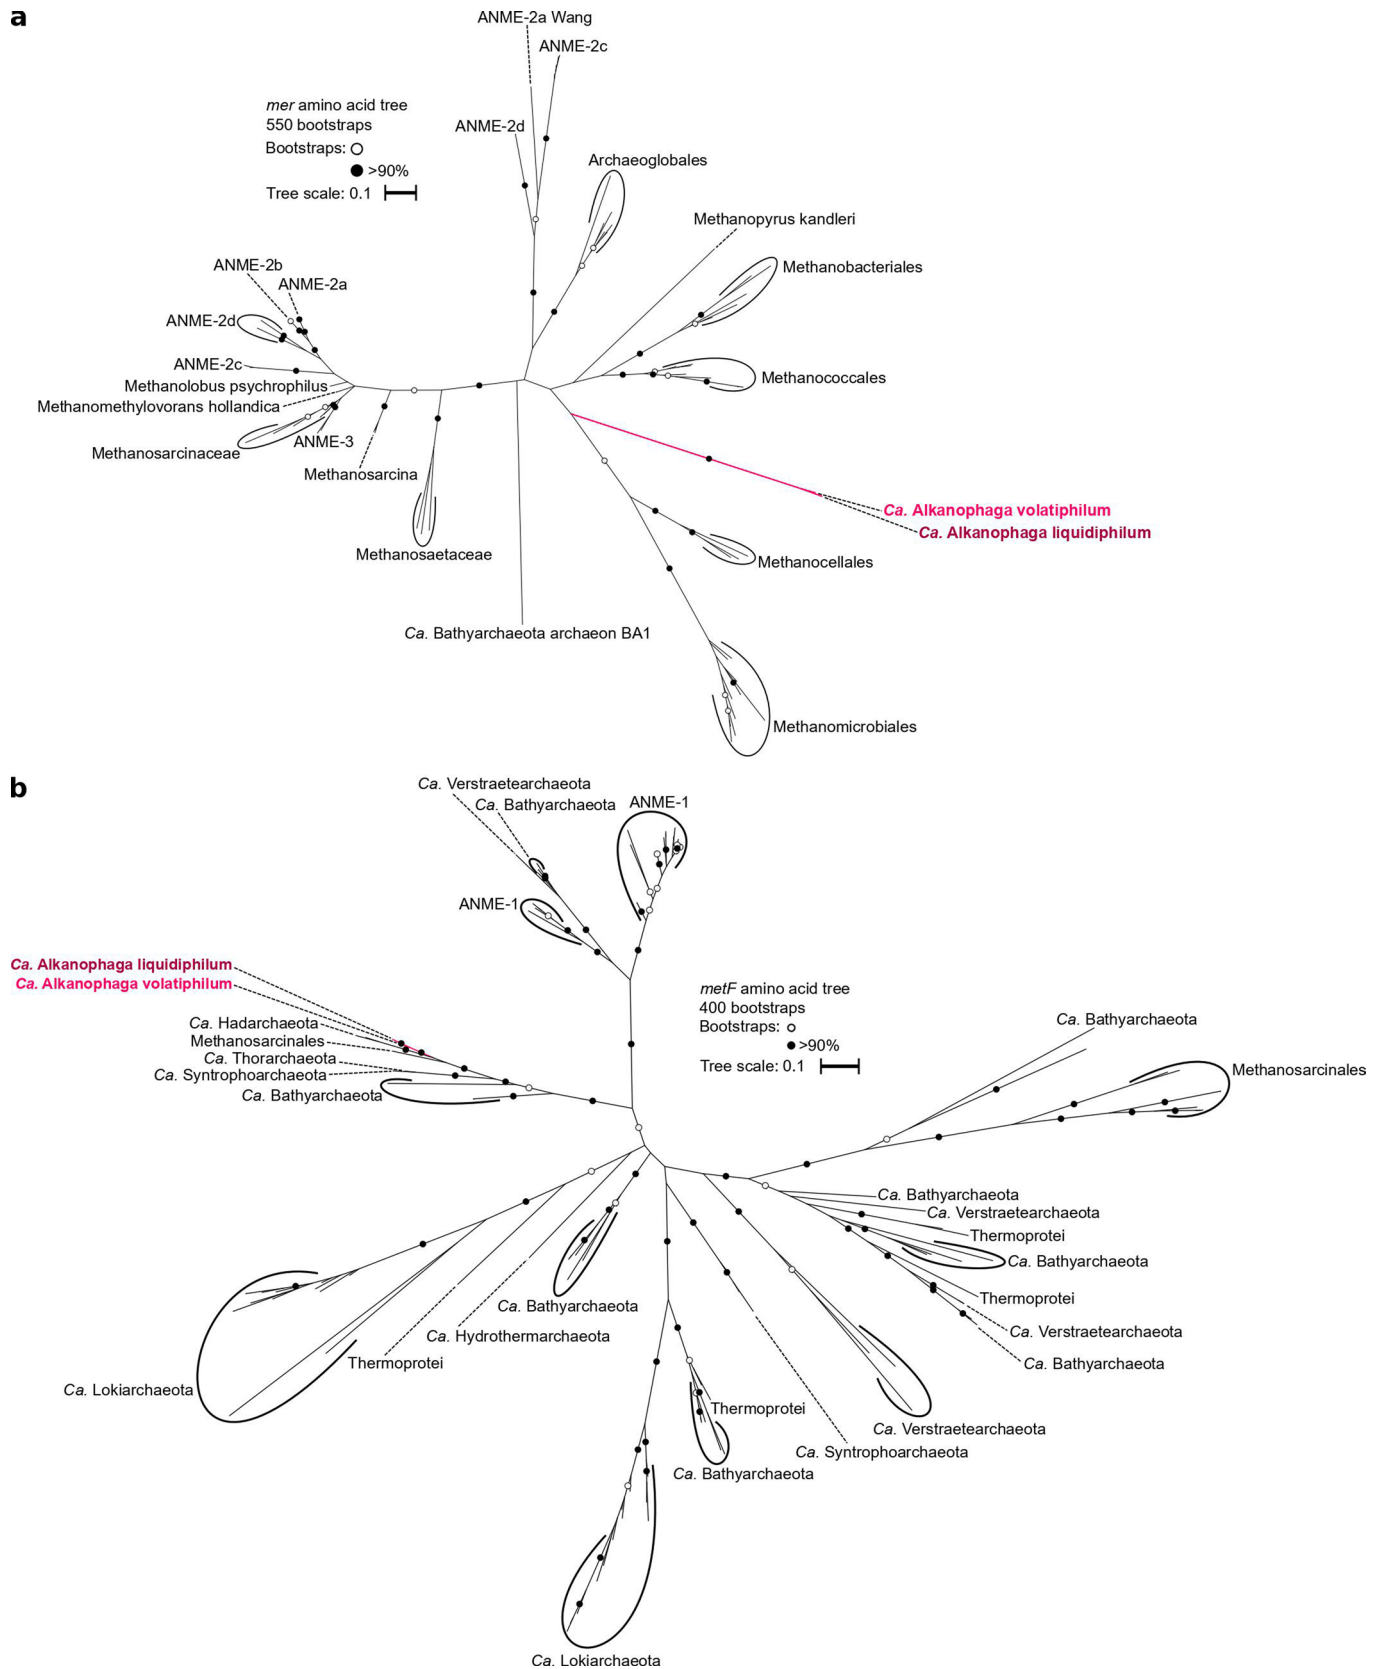 a
ANME-2a Wang
ANME-2c
mer amino acid tree
550 bootstraps
Bootstraps:
>90%
Tree scale: 0.1
ANME-2d
Archaeoglobales
Methanopyrus kandleri
Methanobacteriales
ANME-2b
ANME-2a
ANME-2d
ANME-2c
Methanolobus psychrophilus
Methanomethylovorans hollandica
Methanococcales
ANME-3
Methanosarcinaceae
Methanosarcina
Ca. Alkanophaga volatiphilum
Ca. Alkanophaga liquidiphilum
Methanosaetaceae
Methanocellales
Ca. Bathyarchaeota archaeon BA1
Methanomicrobiales
b
Ca. Verstraetearchaeota
Ca. Bathyarchaeota
ANME-1
ANME-1
Ca. Alkanophaga liquidiphilum
Ca. Alkanophaga volatiphilum
metF amino acid tree
400 bootstraps
Bootstraps:
>90%
Tree scale: 0.1
Ca. Hadarchaeota
Methanosarcinales
Ca. Thorarchaeota
Ca. Syntrophoarchaeota
Ca. Bathyarchaeota
Ca. Bathyarchaeota
Methanosarcinales
Ca. Bathyarchaeota
Ca. Verstraetearchaeota
Thermoprotei
Ca. Bathyarchaeota
Thermoprotei
Ca. Verstraetearchaeota
Ca. Bathyarchaeota
Ca. Bathyarchaeota
Ca. Hydrothermarchaeota
Thermoprotei
Ca. Lokiarchaeota
Thermoprotei
Ca. Verstraetearchaeota
Ca. Syntrophoarchaeota
Ca. Bathyarchaeota
Ca. Lokiarchaeota